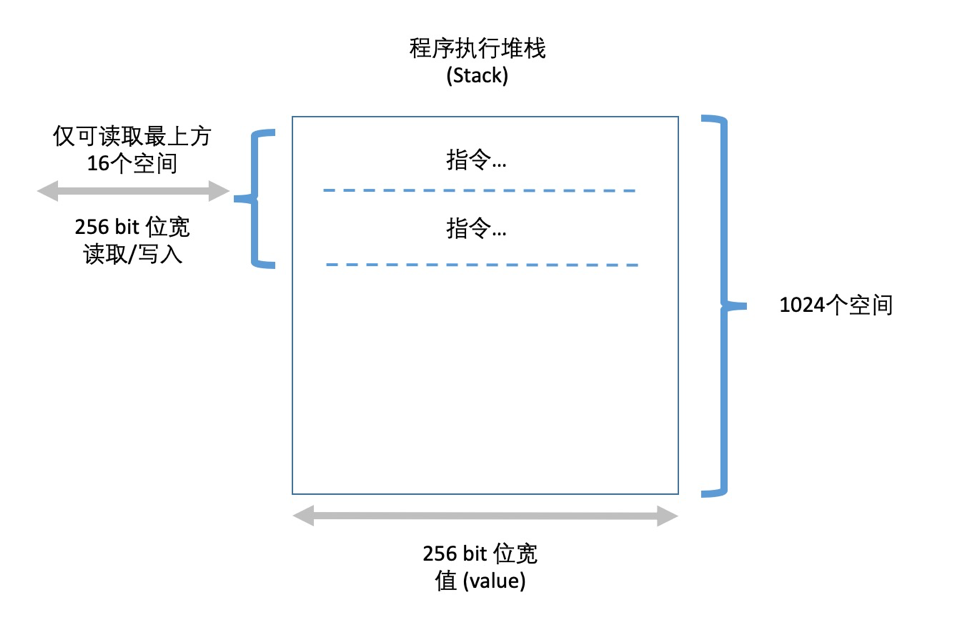 程序执行堆栈
(Stack)
仅可读取最上方
16个空间
256 bit 位宽
读取/写入
指令...
指令...
1024个空间
256 bit 位宽
值 (value)